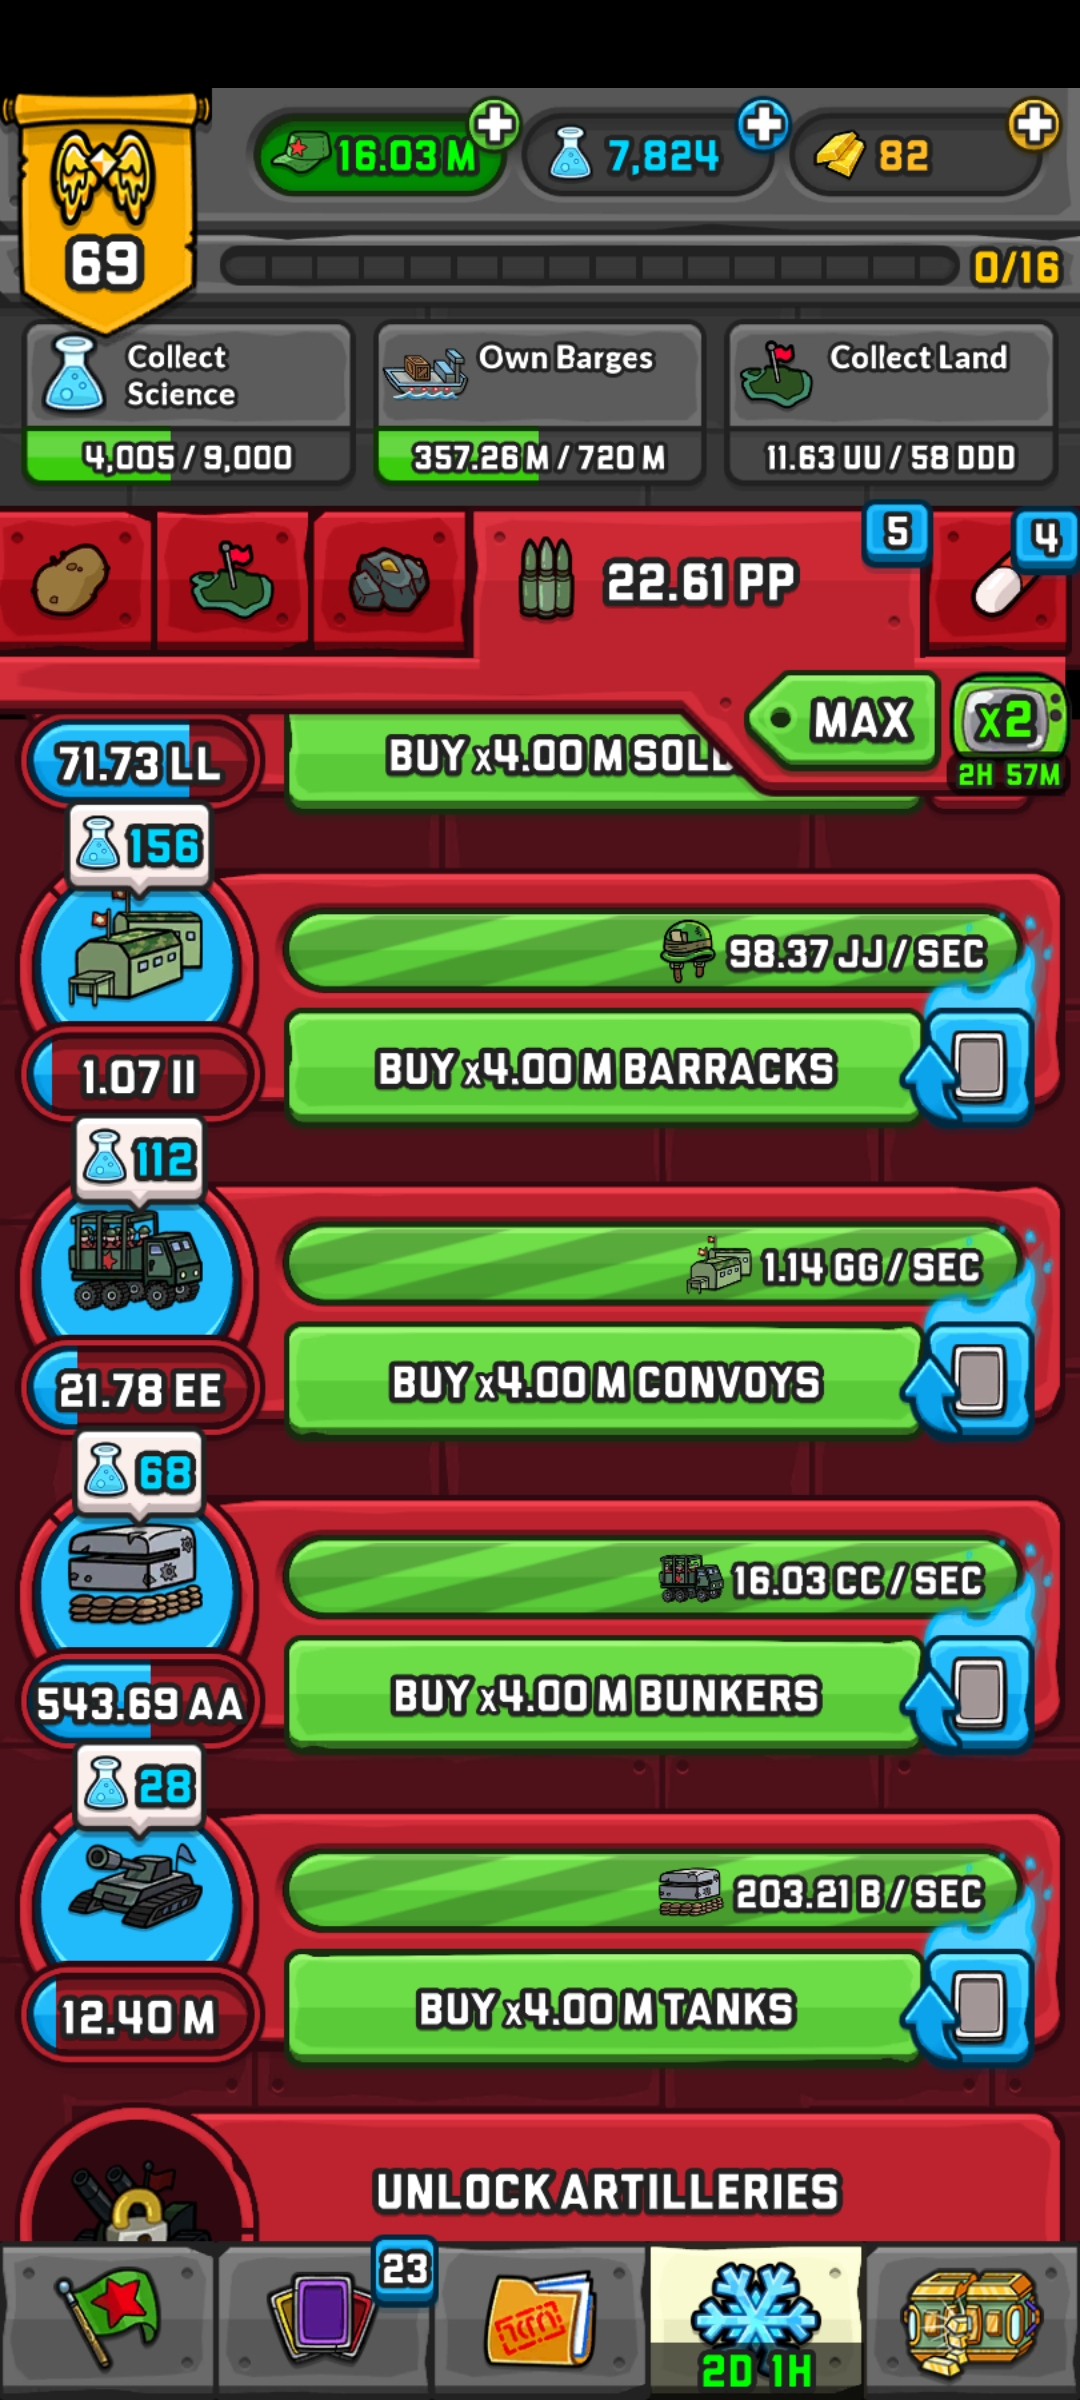 16.03 M
7,824
82
69
0/16
Collect
Science
4,005 / 9,000
Own Barges
357.26 M / 720 M
Collect Land
11.63 UU / 58 DDD
22.61 PP
5
4
MAX
x2
2H 57M
71.73 LL
BUY x4.00 M SOLD
156
98.37 JJ / SEC
1.07 II
BUY x4.00 M BARRACKS
112
1.14 GG / SEC
21.78 EE
BUY x4.00 M CONVOYS
68
16.03 CC / SEC
543.69 AA
BUY x4.00 M BUNKERS
28
203.21 B / SEC
12.40 M
BUY x4.00 M TANKS
UNLOCK ARTILLERIES
23
2D 1H